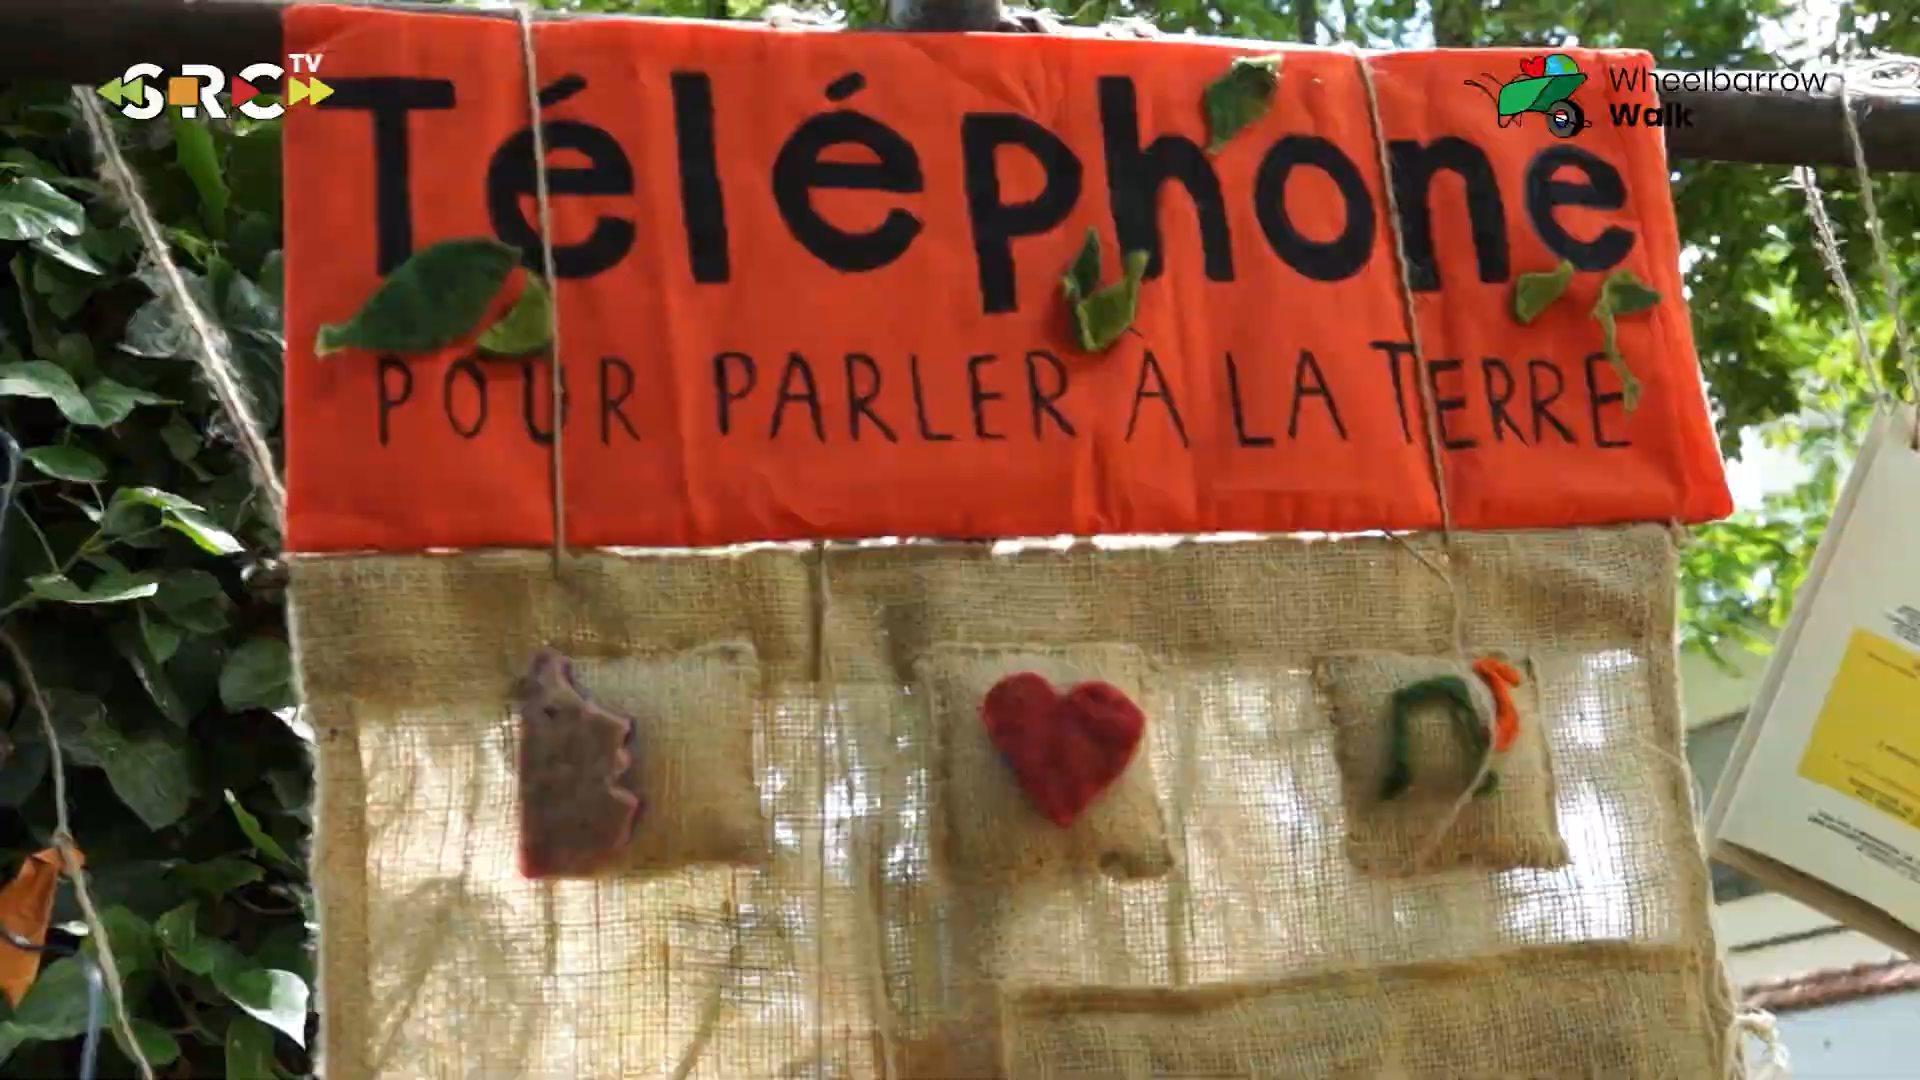 SRC TV
Wheelbarrow
Walk
Téléphone
POUR PARLER A LA TERRE